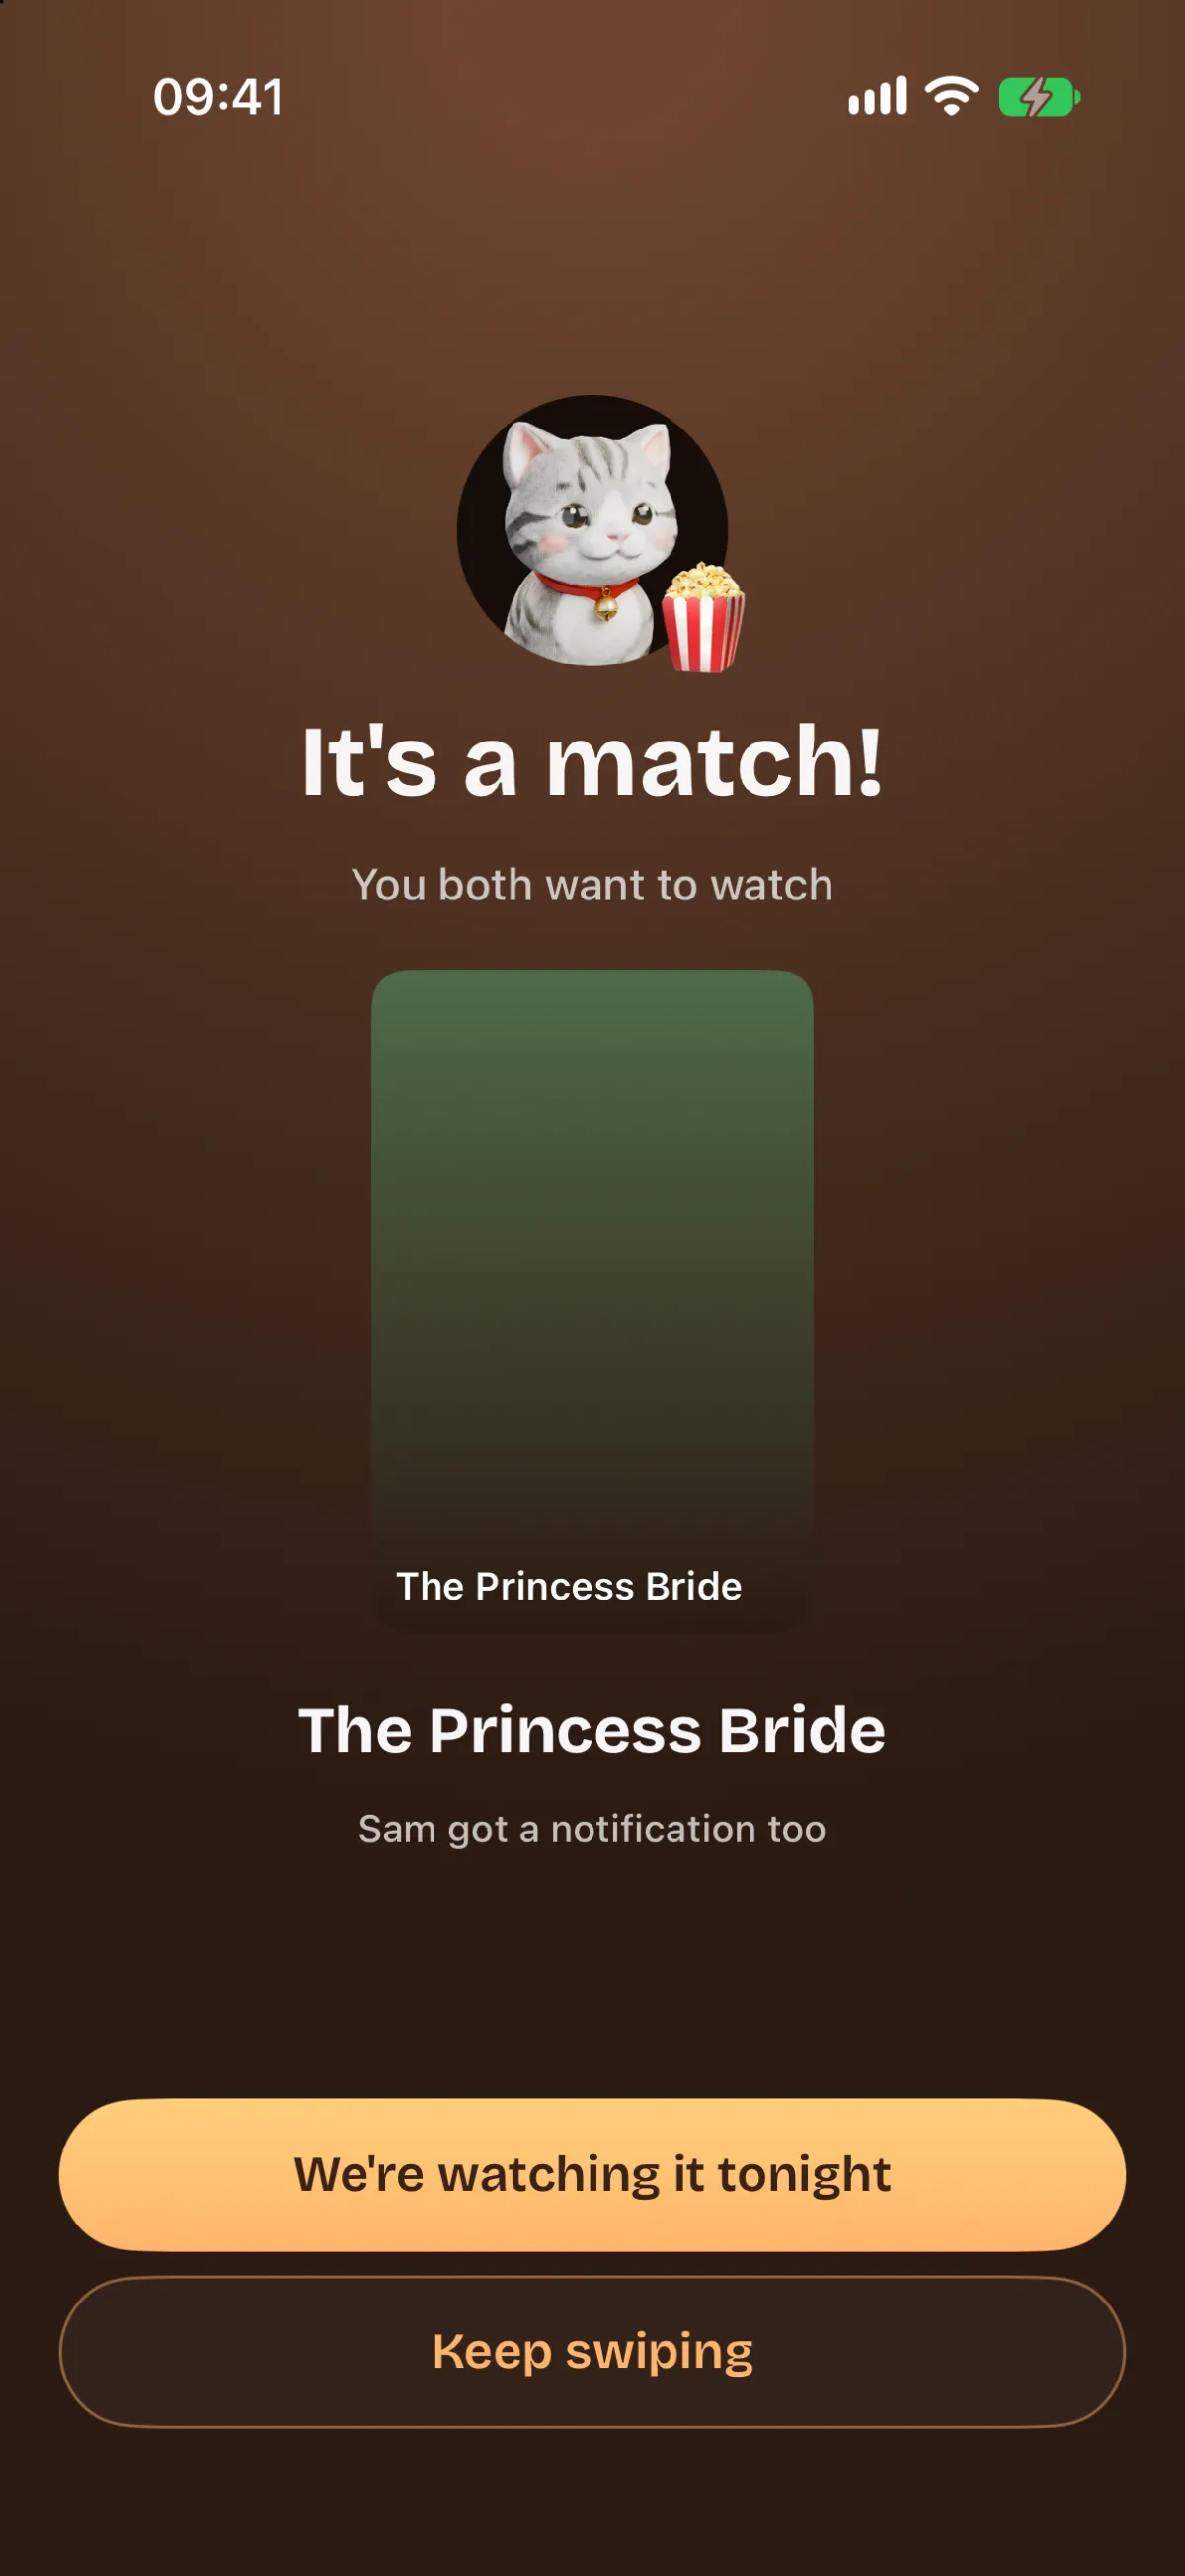 09:41
It's a match!
You both want to watch
The Princess Bride
The Princess Bride
Sam got a notification too
We're watching it tonight
Keep swiping